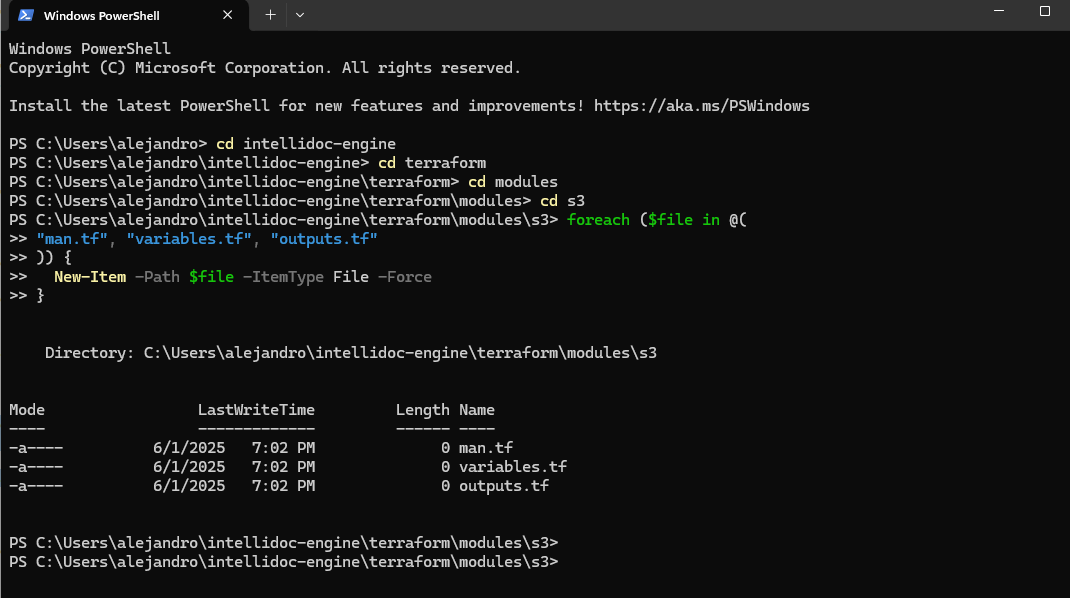 Windows PowerShell
Windows PowerShell
Copyright (C) Microsoft Corporation. All rights reserved.
Install the latest PowerShell for new features and improvements! https://aka.ms/PSWindows
PS C:\Users\alejandro> cd intellidoc-engine
PS C:\Users\alejandro\intellidoc-engine> cd terraform
PS C:\Users\alejandro\intellidoc-engine\terraform> cd modules
PS C:\Users\alejandro\intellidoc-engine\terraform\modules> cd s3
PS C:\Users\alejandro\intellidoc-engine\terraform\modules\s3> foreach ($file in @(
>> "man.tf", "variables.tf", "outputs.tf"
>> )) {
>>   New-Item -Path $file -ItemType File -Force
>> }
    Directory: C:\Users\alejandro\intellidoc-engine\terraform\modules\s3
Mode                 LastWriteTime         Length Name
----                 -------------         ------ ----
-a----          6/1/2025   7:02 PM              0 man.tf
-a----          6/1/2025   7:02 PM              0 variables.tf
-a----          6/1/2025   7:02 PM              0 outputs.tf
PS C:\Users\alejandro\intellidoc-engine\terraform\modules\s3>
PS C:\Users\alejandro\intellidoc-engine\terraform\modules\s3>